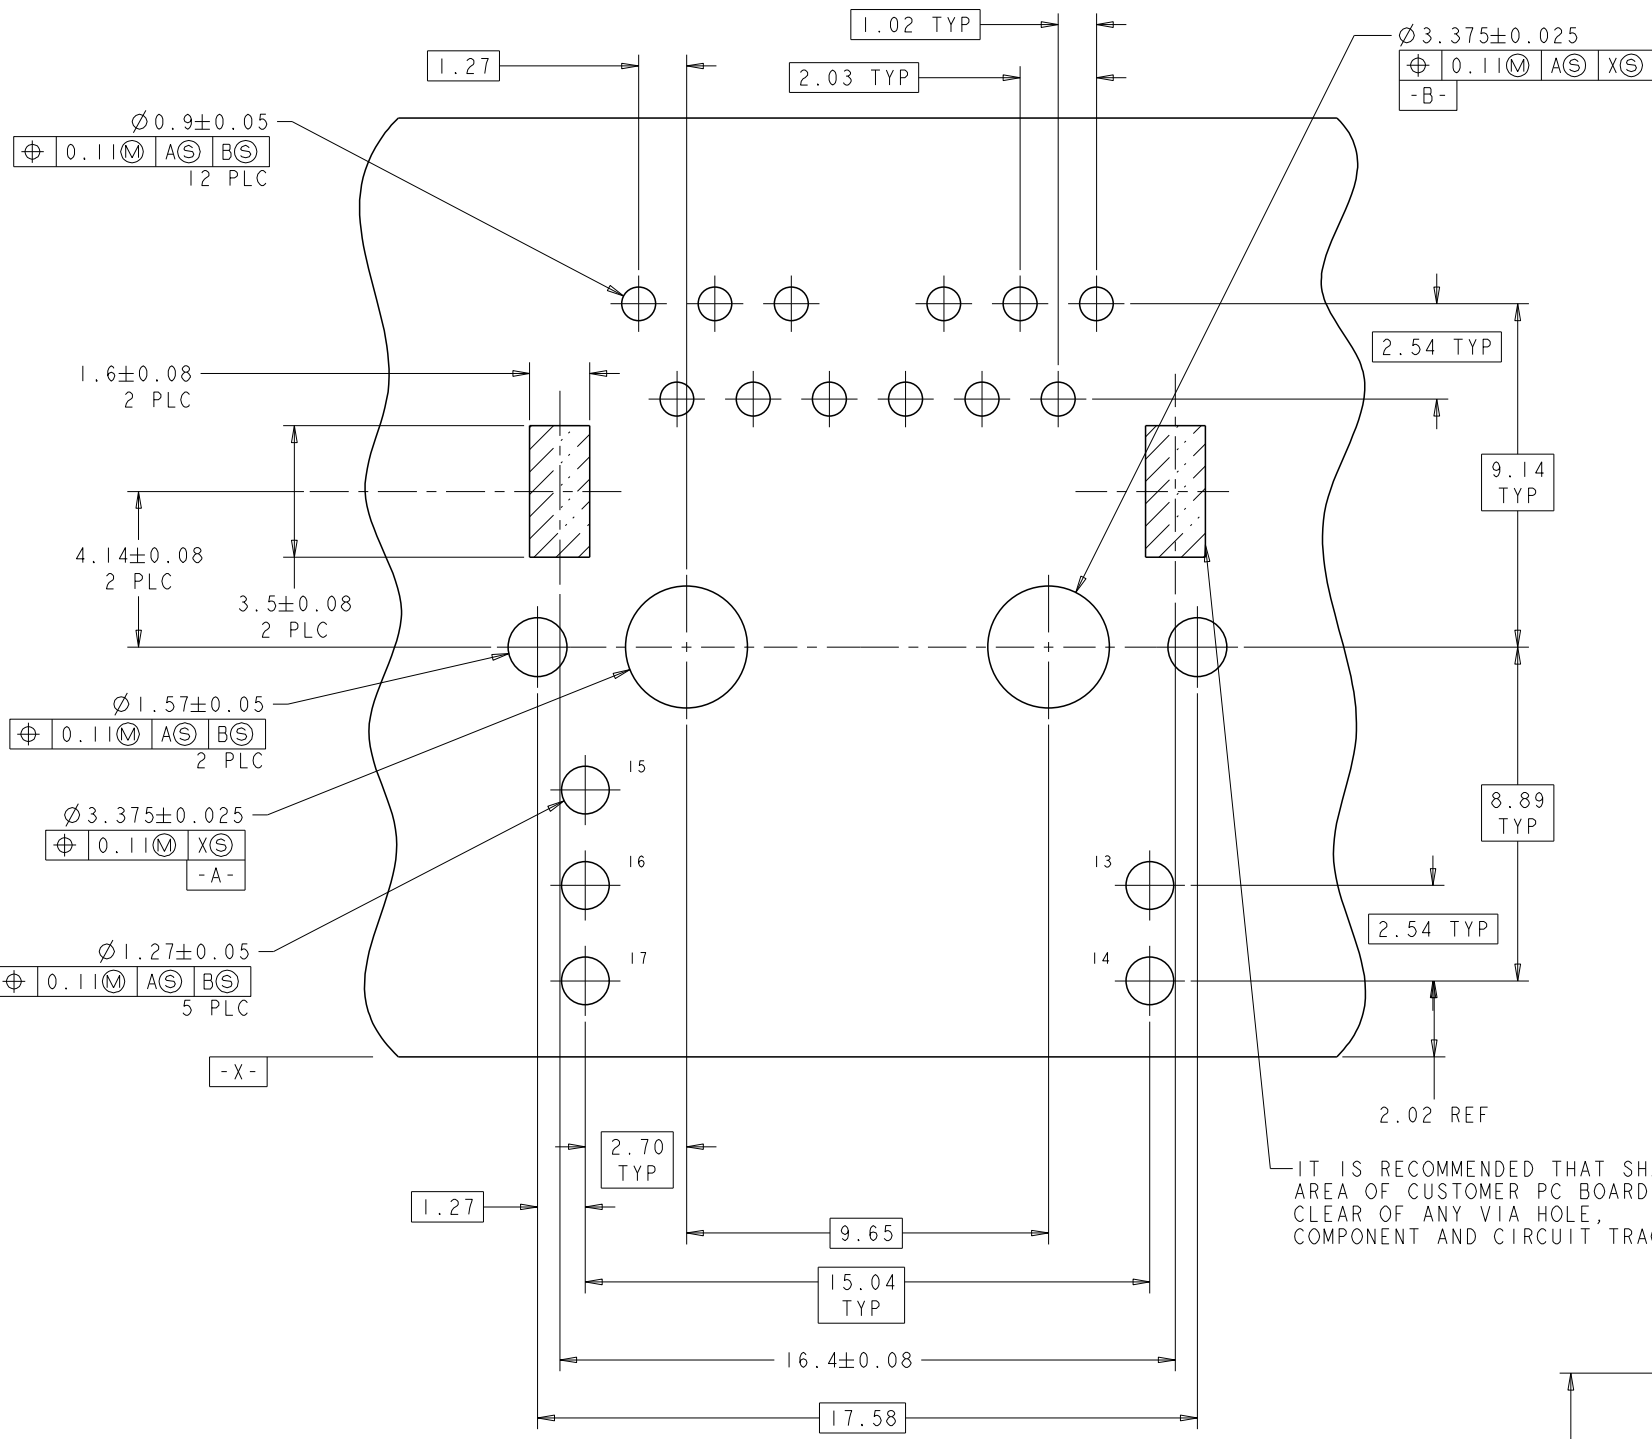 1.02 TYP
1.27
2.03 TYP
Ø3.375±0.025
⌖ 0.11Ⓜ AⓈ XⓈ
-B-
Ø0.9±0.05
⌖ 0.11Ⓜ AⓈ BⓈ
12 PLC
2.54 TYP
1.6±0.08
2 PLC
9.14
TYP
4.14±0.08
2 PLC
3.5±0.08
2 PLC
Ø1.57±0.05
⌖ 0.11Ⓜ AⓈ BⓈ
2 PLC
15
8.89
TYP
Ø3.375±0.025
⌖ 0.11Ⓜ XⓈ
-A-
16
13
2.54 TYP
Ø1.27±0.05
⌖ 0.11Ⓜ AⓈ BⓈ
5 PLC
17
14
-X-
2.02 REF
2.70
TYP
IT IS RECOMMENDED THAT
AREA OF CUSTOMER PC BOARD
CLEAR OF ANY VIA HOLE,
COMPONENT AND CIRCUIT
1.27
9.65
15.04
TYP
16.4±0.08
17.58